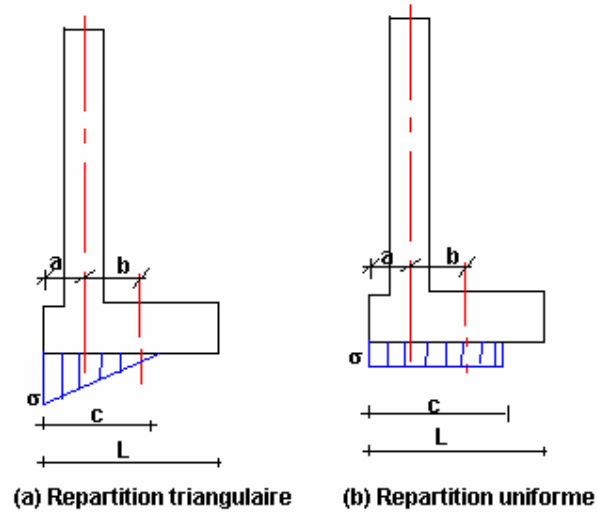 a b
a b
σ
σ
c
c
L
L
(a) Repartition triangulaire
(b) Repartition uniforme